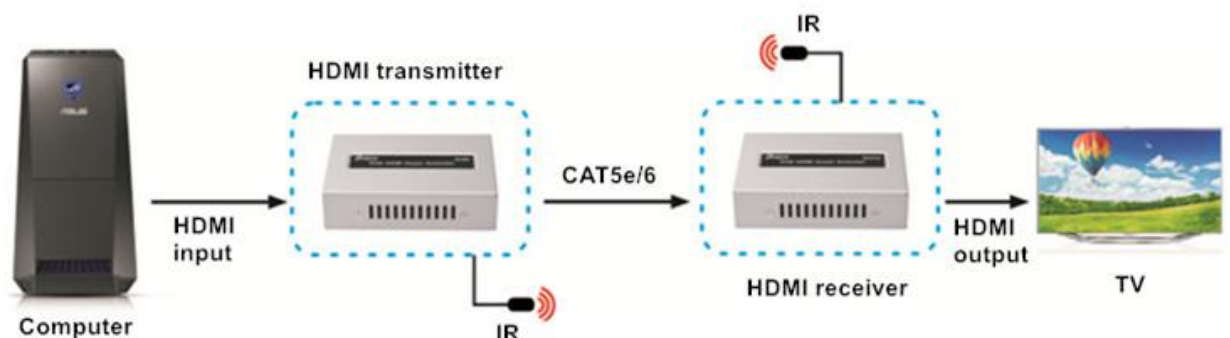 IR
HDMI transmitter
CAT5e/6
HDMI
input
HDMI
output
HDMI receiver
TV
Computer
IR